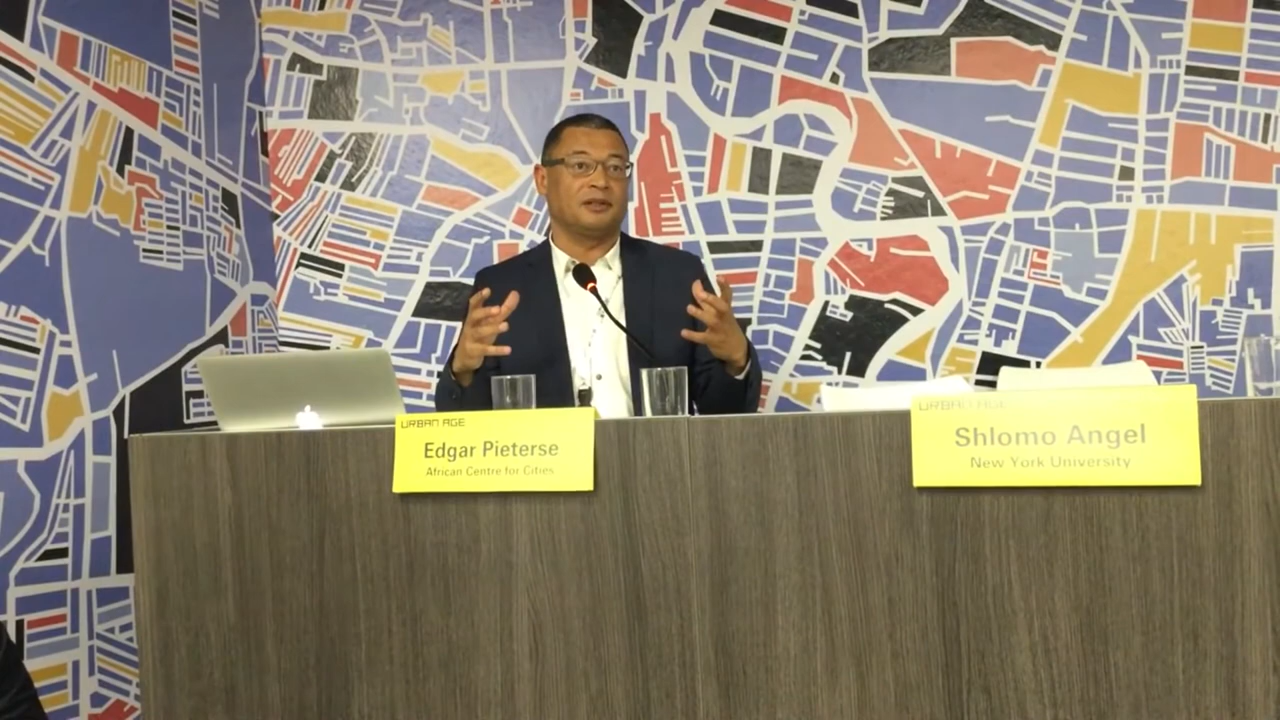 URBAN AGE
Edgar Pieterse
African Centre for Cities
URBAN AGE
Shlomo Angel
New York University